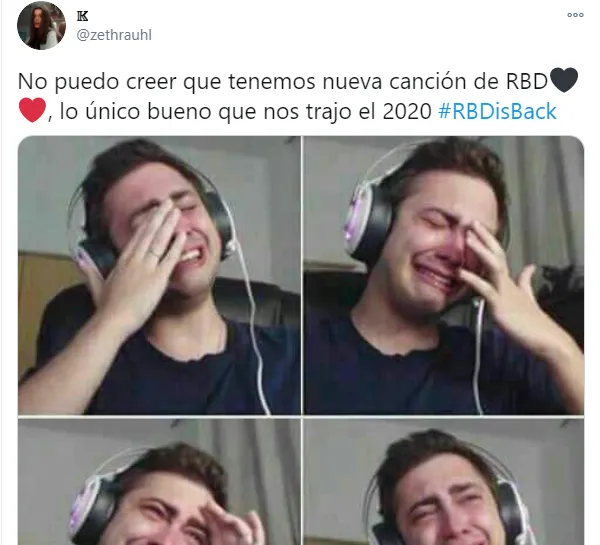 K
@zethrauhl
No puedo creer que tenemos nueva canción de RBD🖤
❤️, lo único bueno que nos trajo el 2020 #RBDisBack